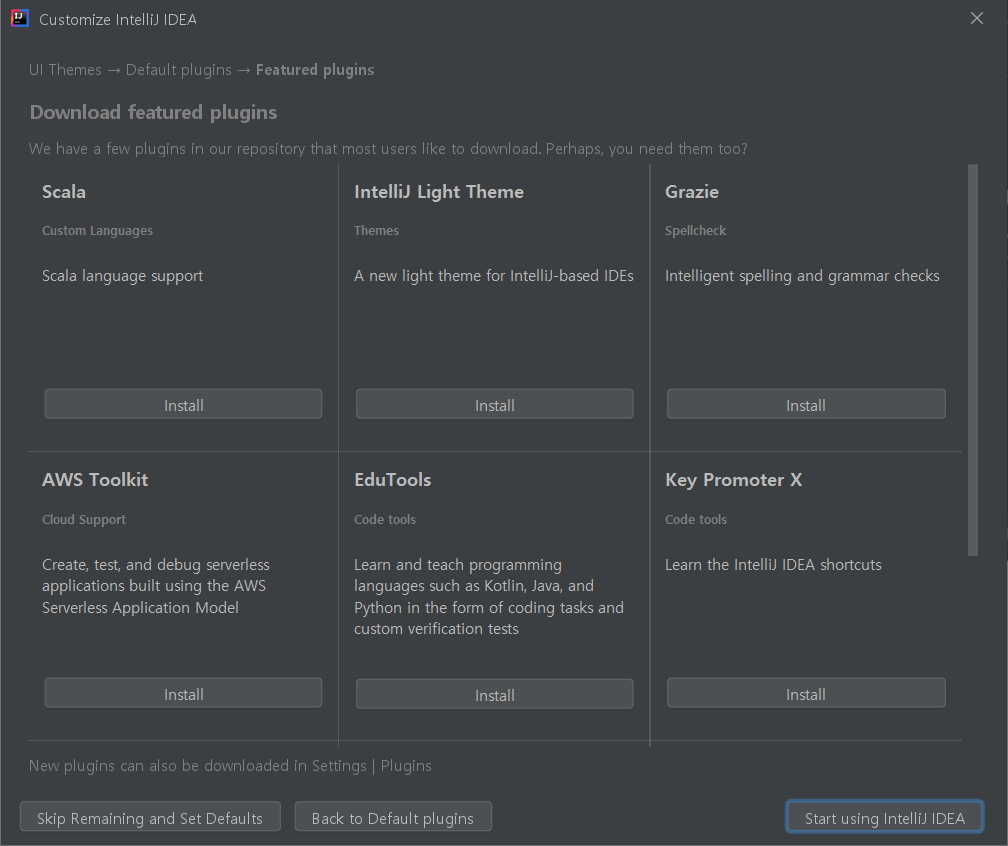 Customize IntelliJ IDEA
UI Themes → Default plugins → Featured plugins
Download featured plugins
We have a few plugins in our repository that most users like to download. Perhaps, you need them too?
Scala
Custom Languages
Scala language support
Install
IntelliJ Light Theme
Themes
A new light theme for IntelliJ-based IDEs
Install
Grazie
Spellcheck
Intelligent spelling and grammar checks
Install
AWS Toolkit
Cloud Support
Create, test, and debug serverless
applications built using the AWS
Serverless Application Model
Install
EduTools
Code tools
Learn and teach programming
languages such as Kotlin, Java, and
Python in the form of coding tasks and
custom verification tests
Install
Key Promoter X
Code tools
Learn the IntelliJ IDEA shortcuts
Install
New plugins can also be downloaded in Settings | Plugins
Skip Remaining and Set Defaults
Back to Default plugins
Start using IntelliJ IDEA